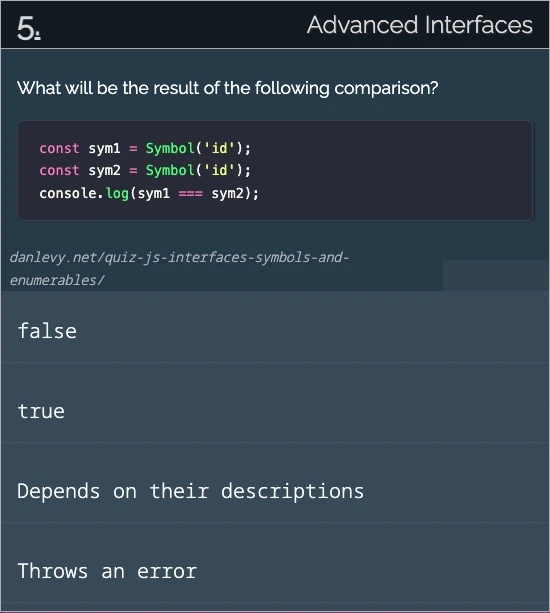 5.
Advanced Interfaces
What will be the result of the following comparison?
const sym1 = Symbol('id');
const sym2 = Symbol('id');
console.log(sym1 === sym2);
danlevy.net/quiz-js-interfaces-symbols-and-
enumerables/
false
true
Depends on their descriptions
Throws an error